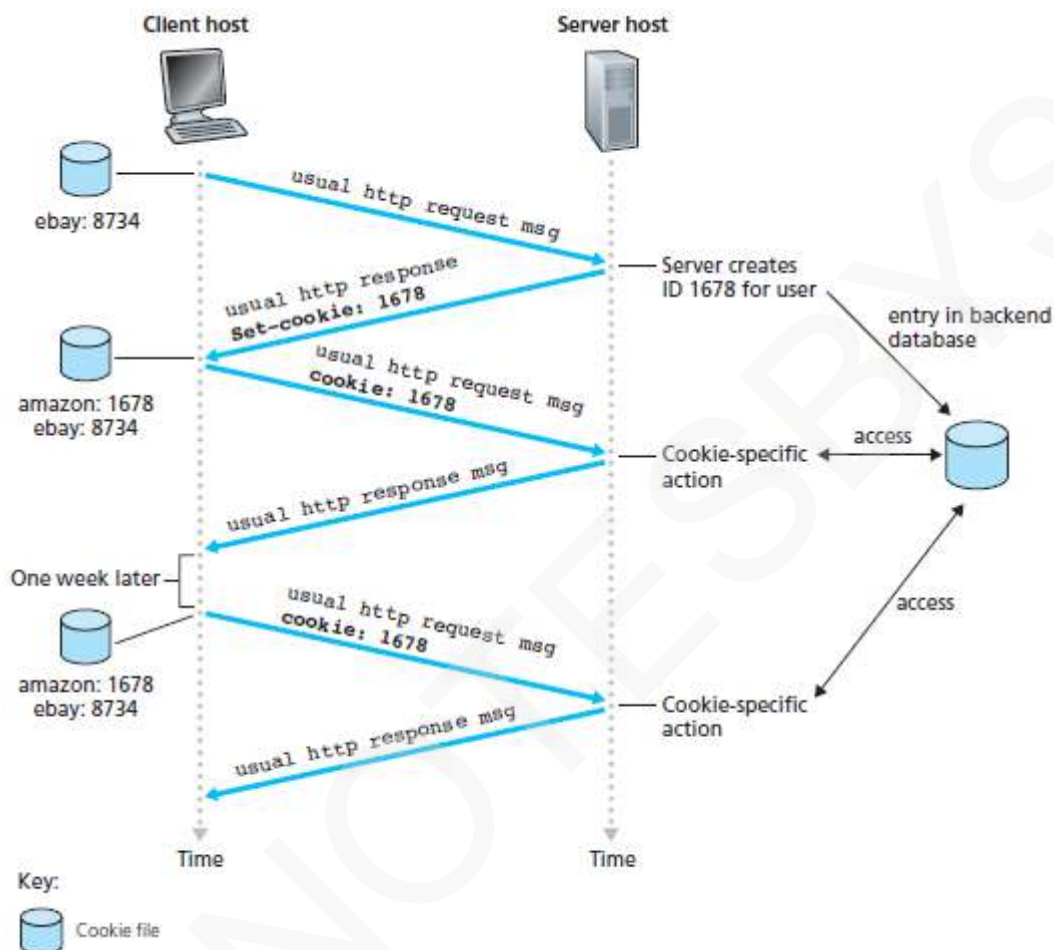 Client host
Server host
usual http request msg
ebay: 8734
Server creates
ID 1678 for user
usual http response
Set-cookie: 1678
entry in backend
database
usual http request msg
cookie: 1678
amazon: 1678
ebay: 8734
access
Cookie-specific
action
usual http response msg
One week later
usual http request msg
cookie: 1678
access
amazon: 1678
ebay: 8734
Cookie-specific
action
usual http response msg
Time
Time
Key:
Cookie file
NOTESBYS